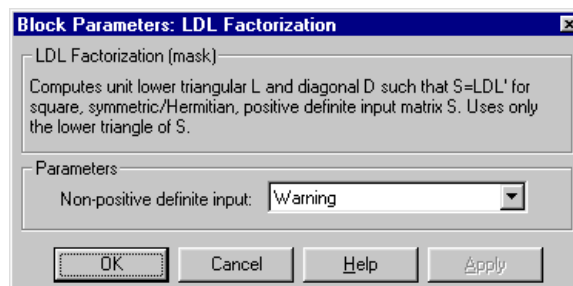 Block Parameters: LDL Factorization
LDL Factorization (mask)
Computes unit lower triangular L and diagonal D such that S=LDL' for
square, symmetric/Hermitian, positive definite input matrix S. Uses only
the lower triangle of S.
Parameters
Non-positive definite input: Warning
OK Cancel Help Apply